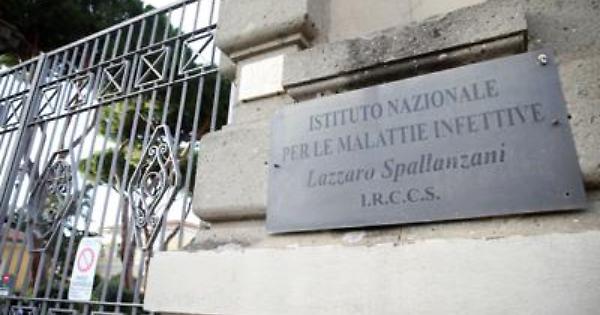 ISTITUTO NAZIONALE
PER LE MALATTIE INFETTIVE
Lazzaro Spallanzani
I.R.C.C.S.